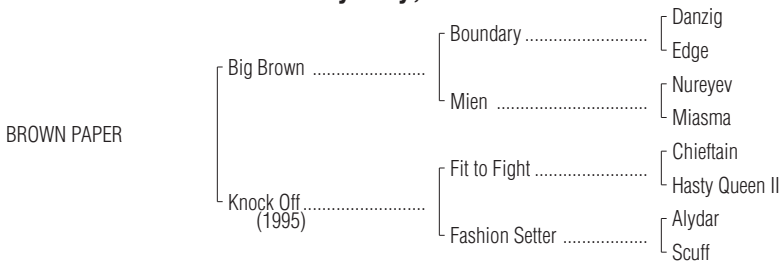 Danzig
Boundary ............................
Edge
Big Brown .........................
Nureyev
Mien ..................................
Miasma
BROWN PAPER
Chieftain
Fit to Fight .........................
Hasty Queen II
Knock Off...........................
(1995)
Alydar
Fashion Setter ...................
Scuff